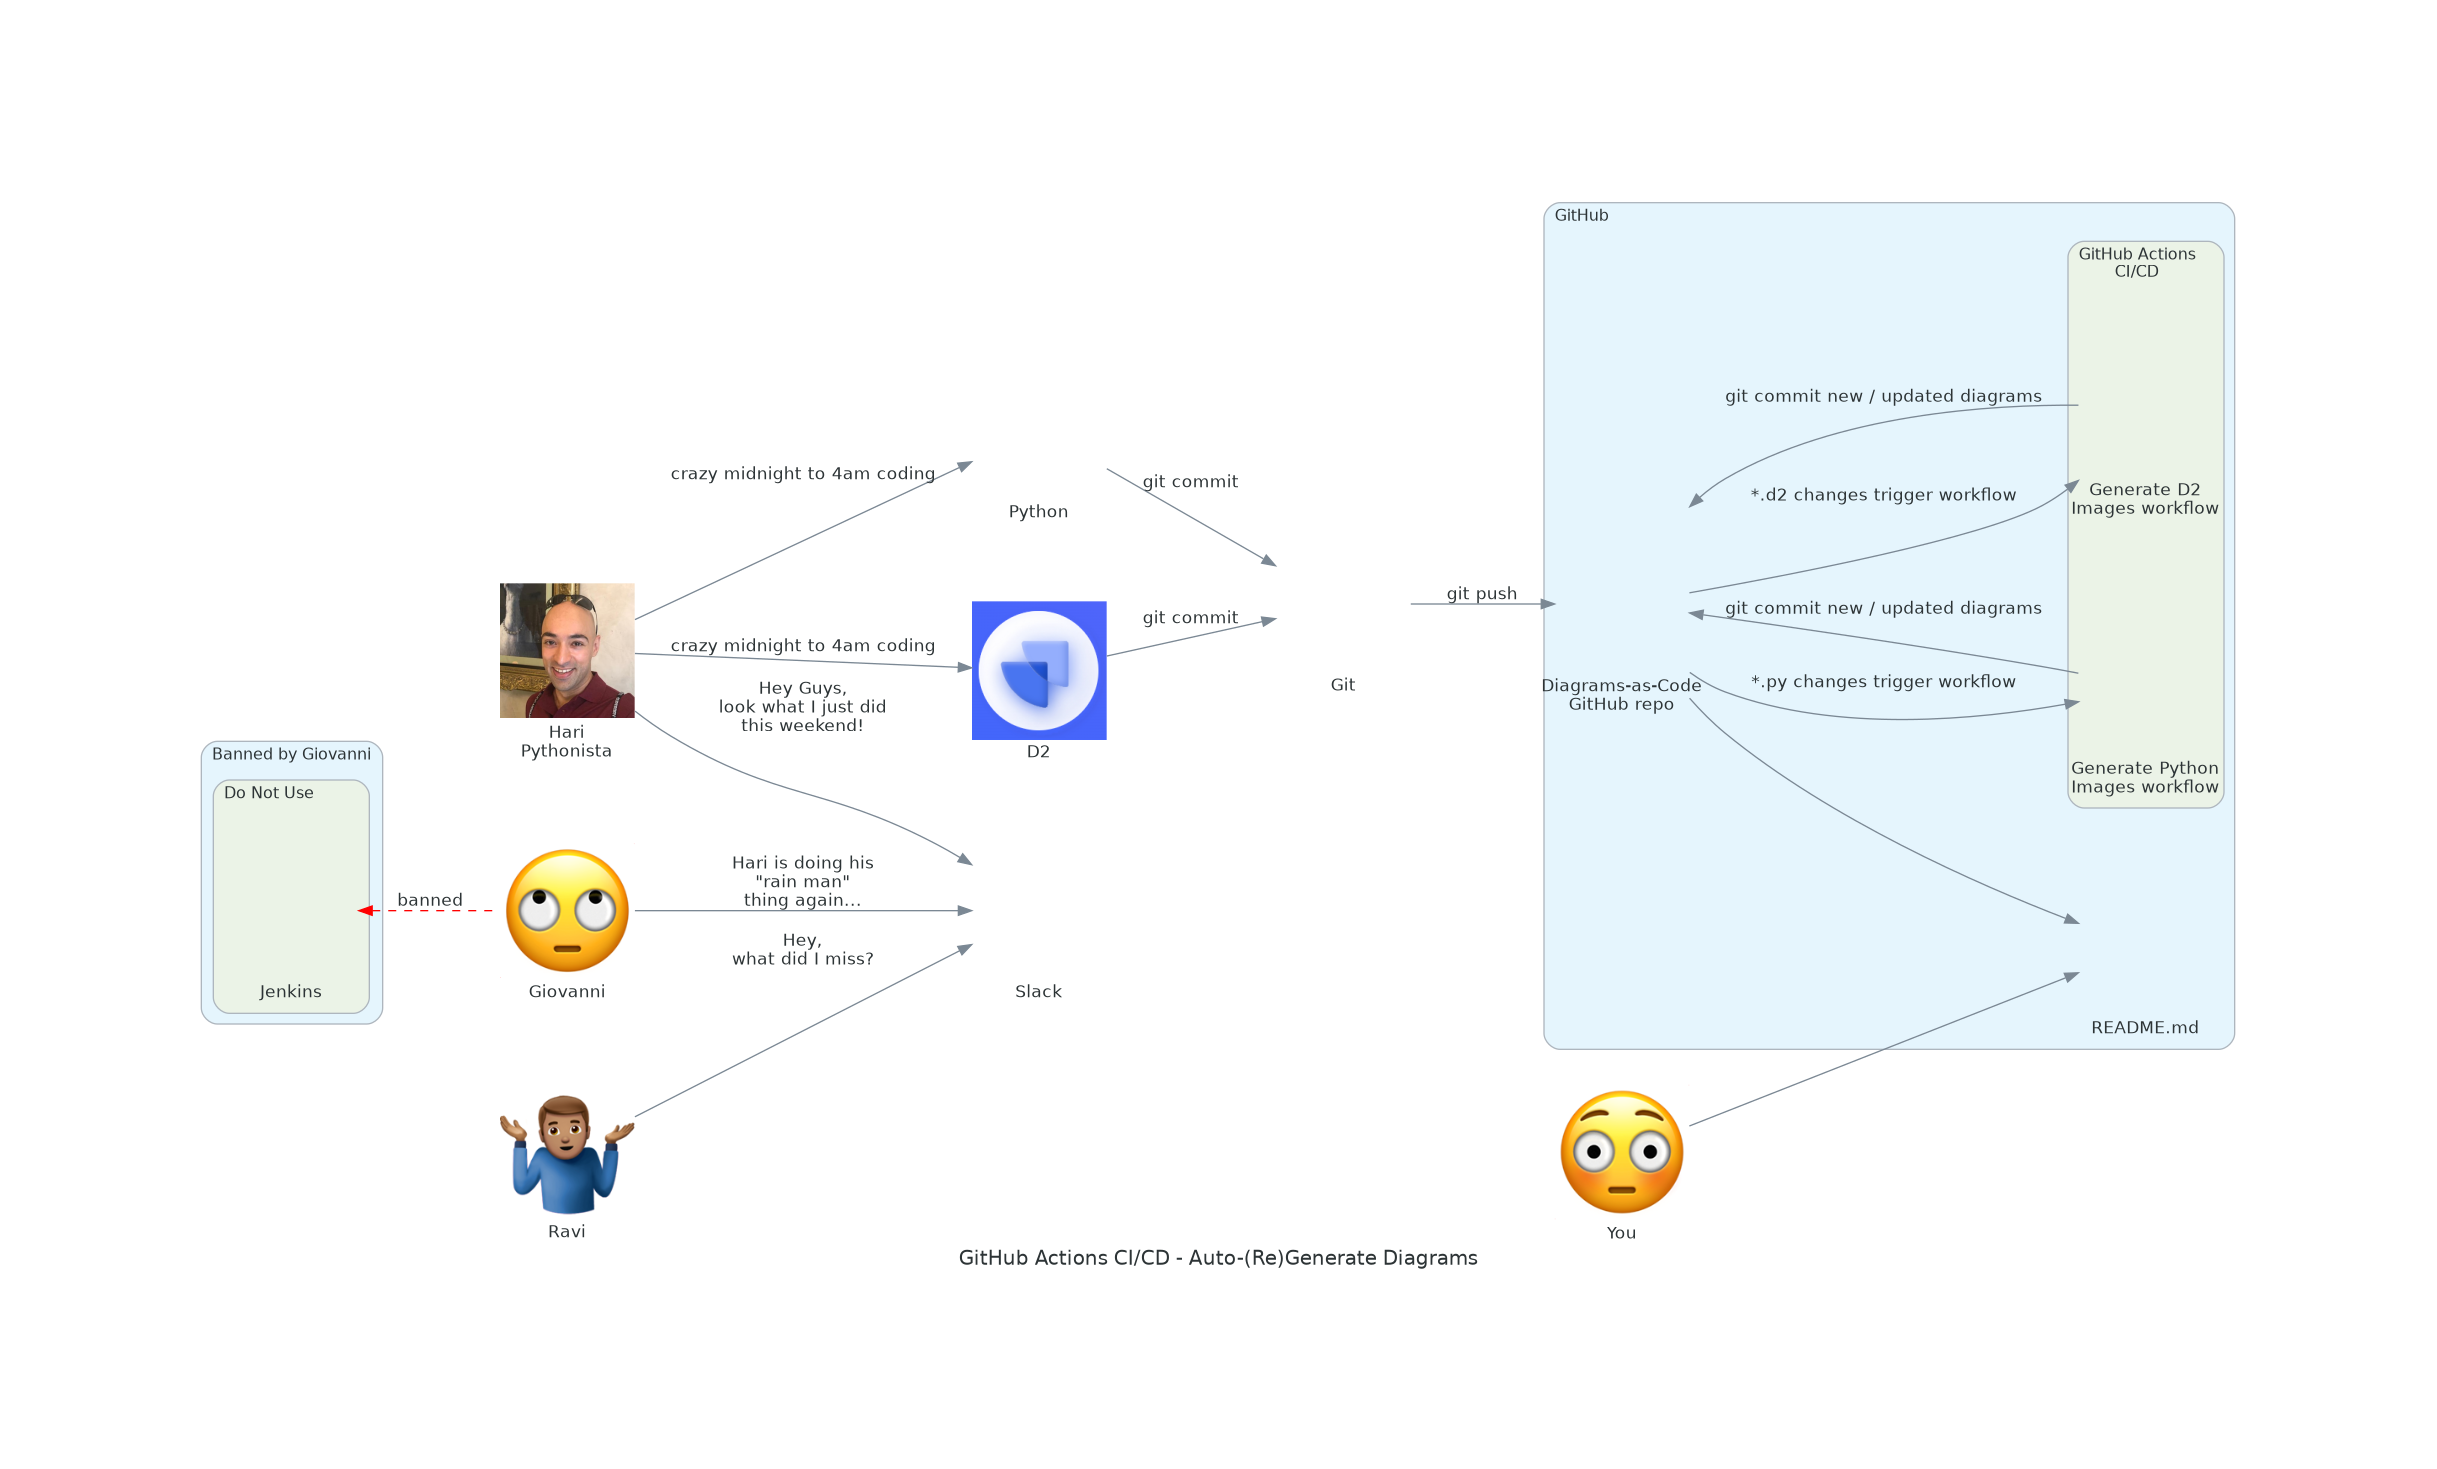 GitHub
GitHub Actions
CI/CD
git commit new / updated diagrams
crazy midnight to 4am coding
git commit
*.d2 changes trigger workflow
Generate D2
Images workflow
Python
git push
git commit new / updated diagrams
git commit
crazy midnight to 4am coding
Hey Guys,
look what I just did
this weekend!
Git
Diagrams-as-Code
GitHub repo
*.py changes trigger workflow
Hari
Pythonista
D2
Generate Python
Images workflow
Banned by Giovanni
Do Not Use
banned
Hari is doing his
"rain man"
thing again...
Hey,
what did I miss?
Jenkins
Giovanni
Slack
README.md
Ravi
You
GitHub Actions CI/CD - Auto-(Re)Generate Diagrams